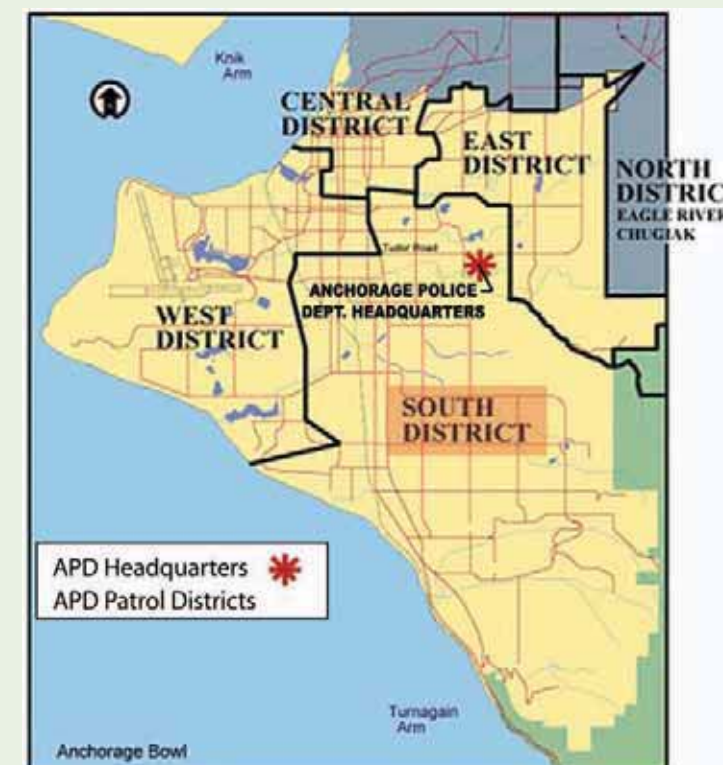 Knik
Arm
CENTRAL
DISTRICT
EAST
DISTRICT
NORTH
DISTRIC
EAGLE RIVER
CHUGIAK
Tudor Road
ANCHORAGE POLICE
DEPT. HEADQUARTERS
WEST
DISTRICT
SOUTH
DISTRICT
APD Headquarters
APD Patrol Districts
Turnagain
Arm
Anchorage Bowl